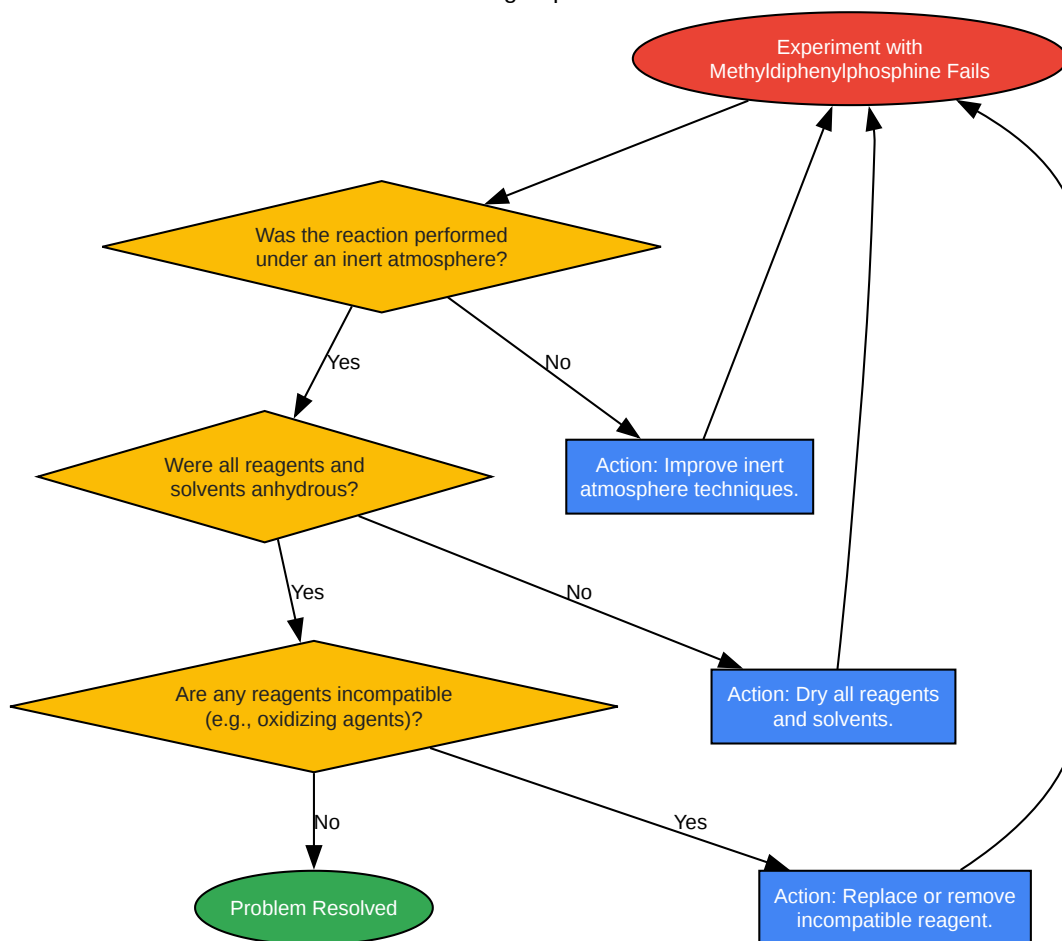 Experiment with
Methyldiphenylphosphine Fails
Was the reaction performed
under an inert atmosphere?
Yes
No
Were all reagents and
solvents anhydrous?
Action: Improve inert
atmosphere techniques.
Yes
No
Are any reagents incompatible
(e.g., oxidizing agents)?
Action: Dry all reagents
and solvents.
No
Yes
Problem Resolved
Action: Replace or remove
incompatible reagent.